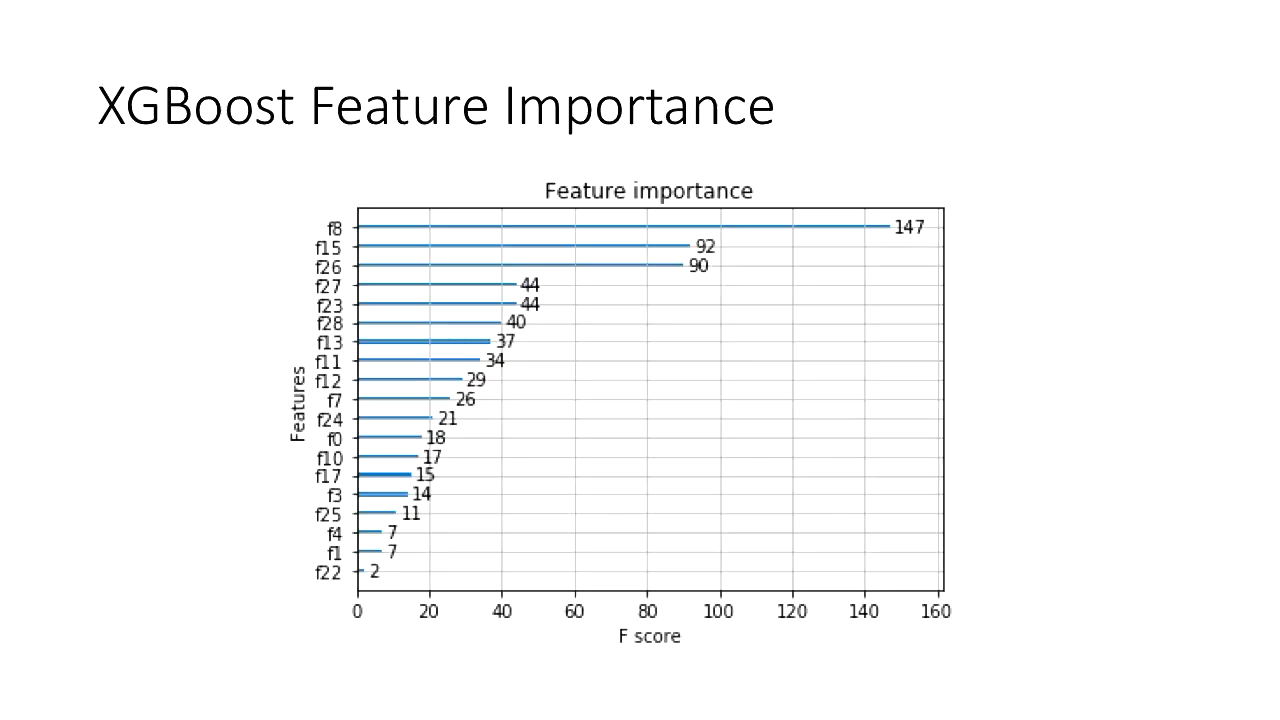 XGBoost Feature Importance
Feature importance
Features
f8 147
f15 92
f26 90
f27 44
f23 44
f28 40
f13 37
f11 34
f12 29
f7 26
f24 21
f0 18
f10 17
f17 15
f3 14
f25 11
f4 7
f1 7
f22 2
0 20 40 60 80 100 120 140 160
F score